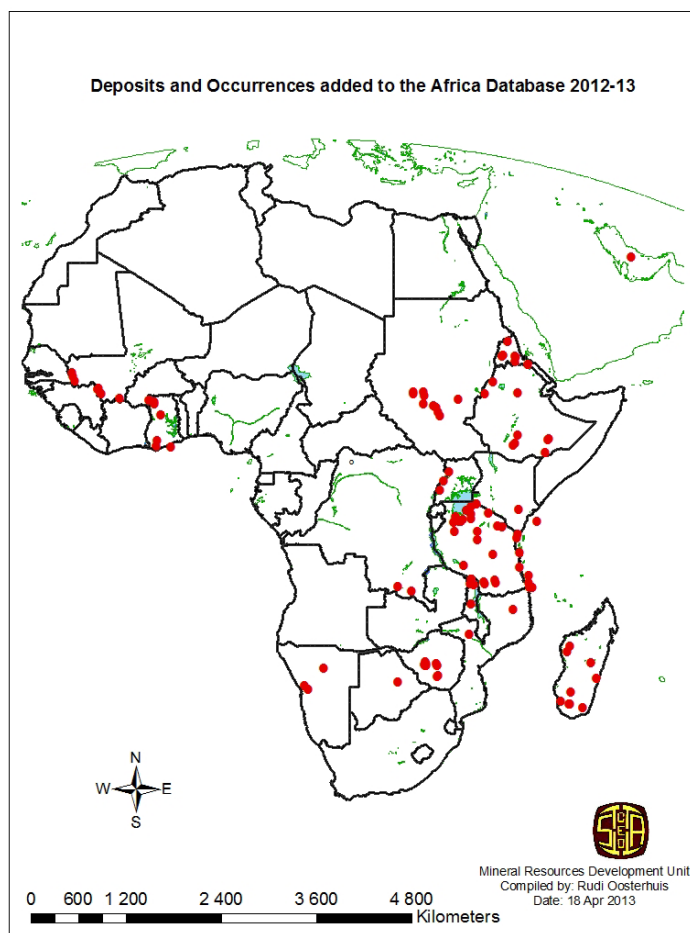 Deposits and Occurrences added to the Africa Database 2012-13
N
W E
S
Mineral Resources Development Unit
Compiled by: Rudi Oosterhuis
Date: 18 Apr 2013
0 600 1 200 2 400 3 600 4 800
Kilometers